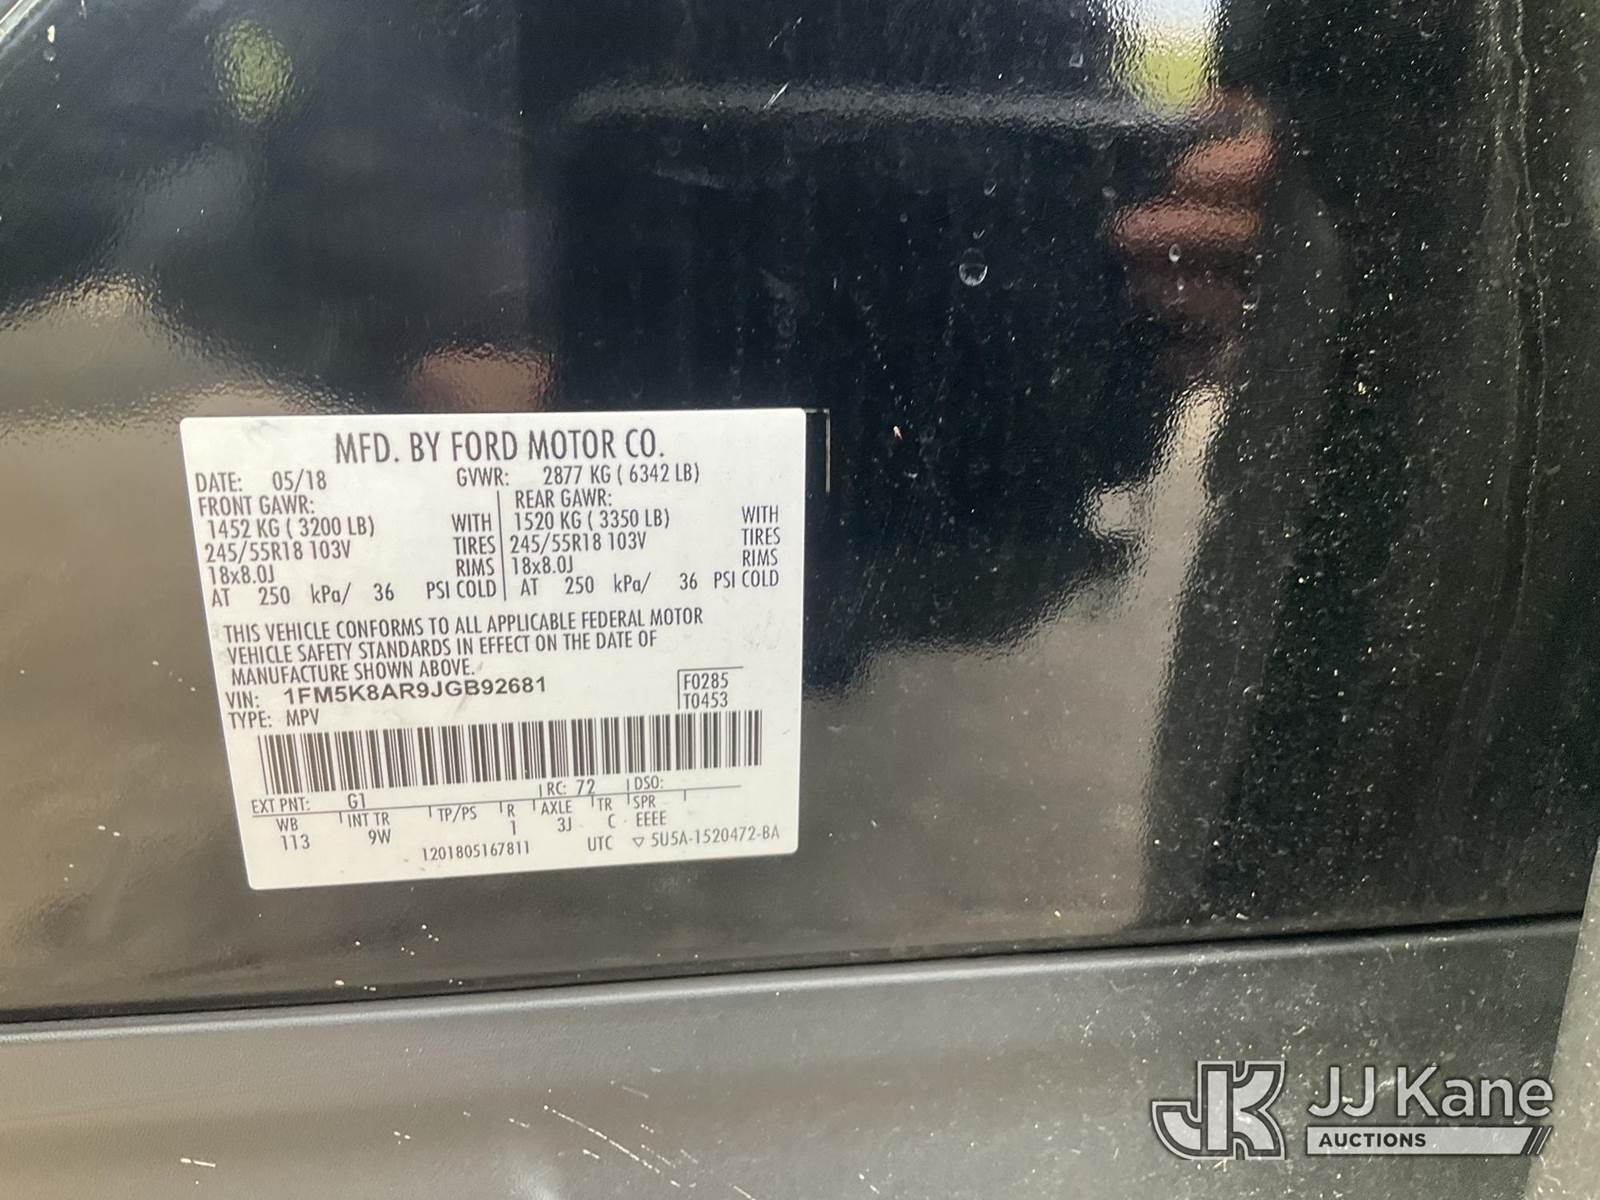 MFD. BY FORD MOTOR CO.
DATE: 05/18 GVWR: 2877 KG ( 6342 LB)
FRONT GAWR: REAR GAWR:
1452 KG ( 3200 LB) WITH 1520 KG ( 3350 LB) WITH
245/55R18 103V TIRES 245/55R18 103V TIRES
18x8.0J RIMS 18x8.0J RIMS
AT 250 kPa/ 36 PSI COLD AT 250 kPa/ 36 PSI COLD
THIS VEHICLE CONFORMS TO ALL APPLICABLE FEDERAL MOTOR
VEHICLE SAFETY STANDARDS IN EFFECT ON THE DATE OF
MANUFACTURE SHOWN ABOVE.
VIN: 1FM5K8AR9JGB92681 F0285
TYPE: MPV T0453
EXT PNT: G1 RC: 72 DSO:
WB INT TR TP/PS R AXLE TR SPR
113 9W 1 3J C EEEE
1201805167811 UTC ▽ 5U5A-1520472-BA
JK JJ Kane
AUCTIONS